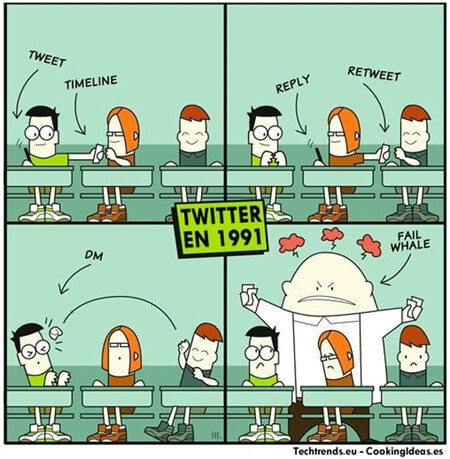 TWEET
TIMELINE
REPLY
RETWEET
TWITTER
EN 1991
DM
FAIL
WHALE
Techtrends.eu - CookingIdeas.es